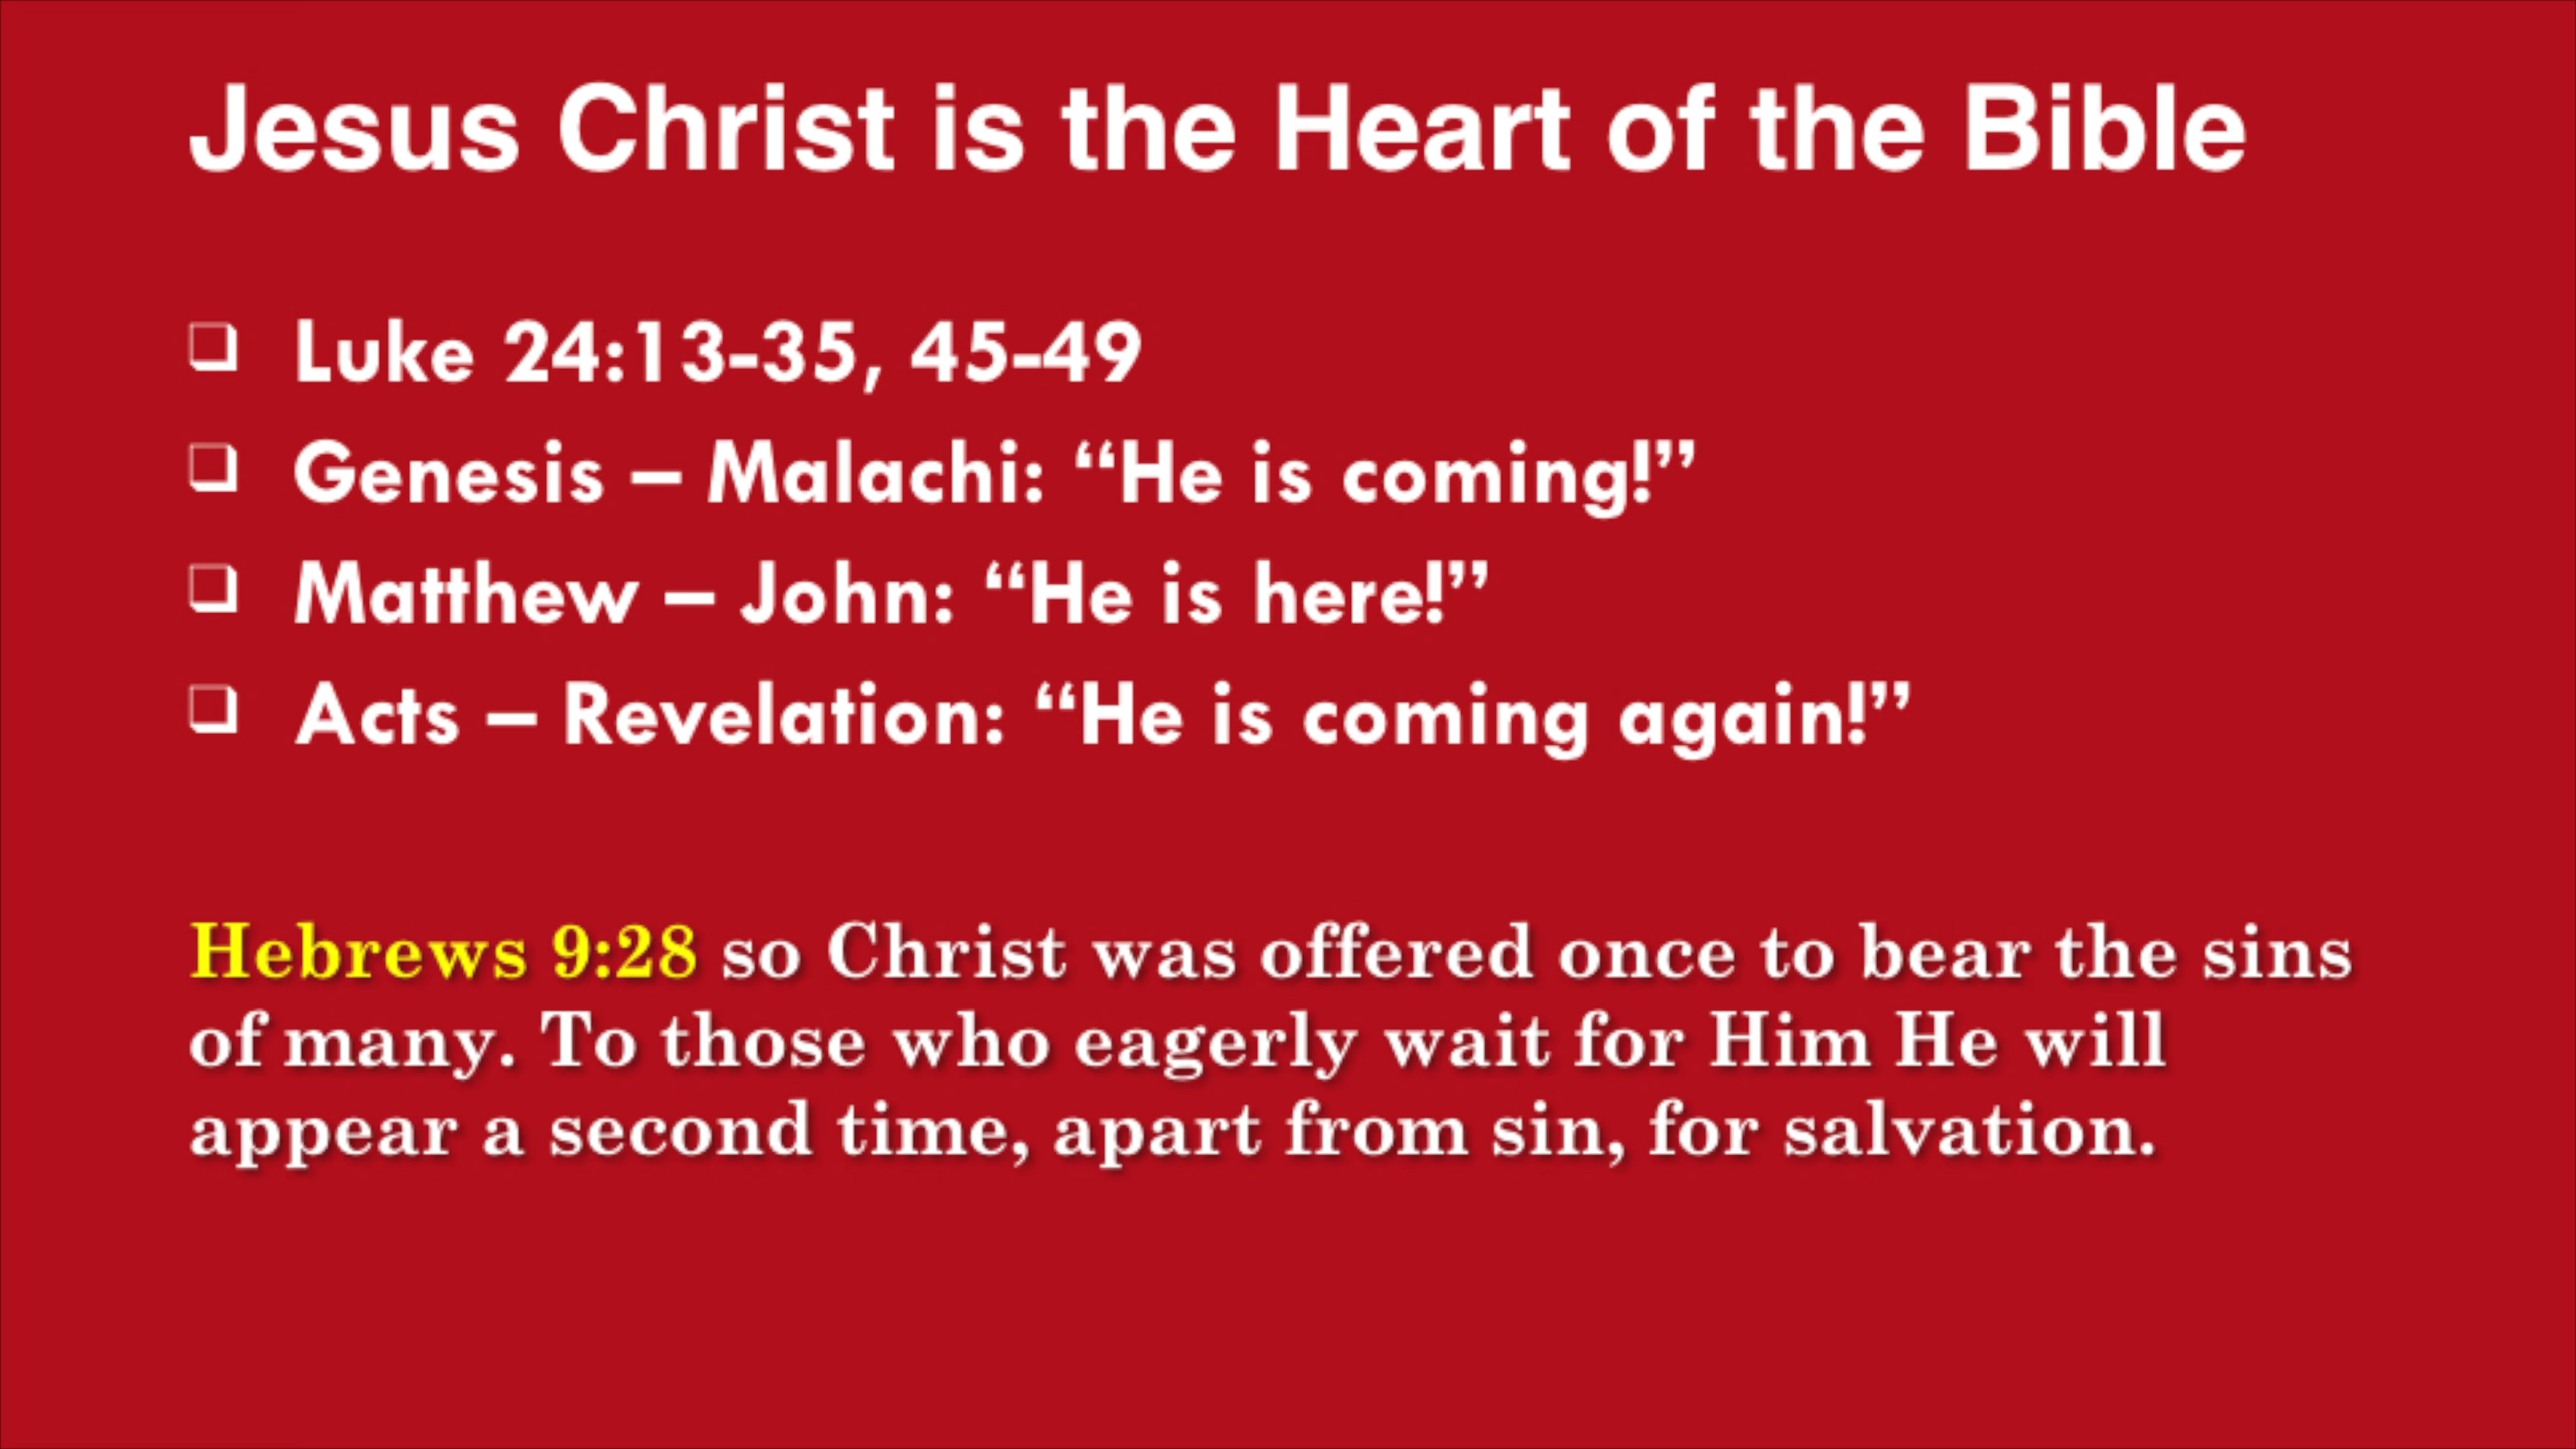 Jesus Christ is the Heart of the Bible
❑ Luke 24:13-35, 45-49
❑ Genesis – Malachi: “He is coming!”
❑ Matthew – John: “He is here!”
❑ Acts – Revelation: “He is coming again!”
Hebrews 9:28 so Christ was offered once to bear the sins
of many. To those who eagerly wait for Him He will
appear a second time, apart from sin, for salvation.